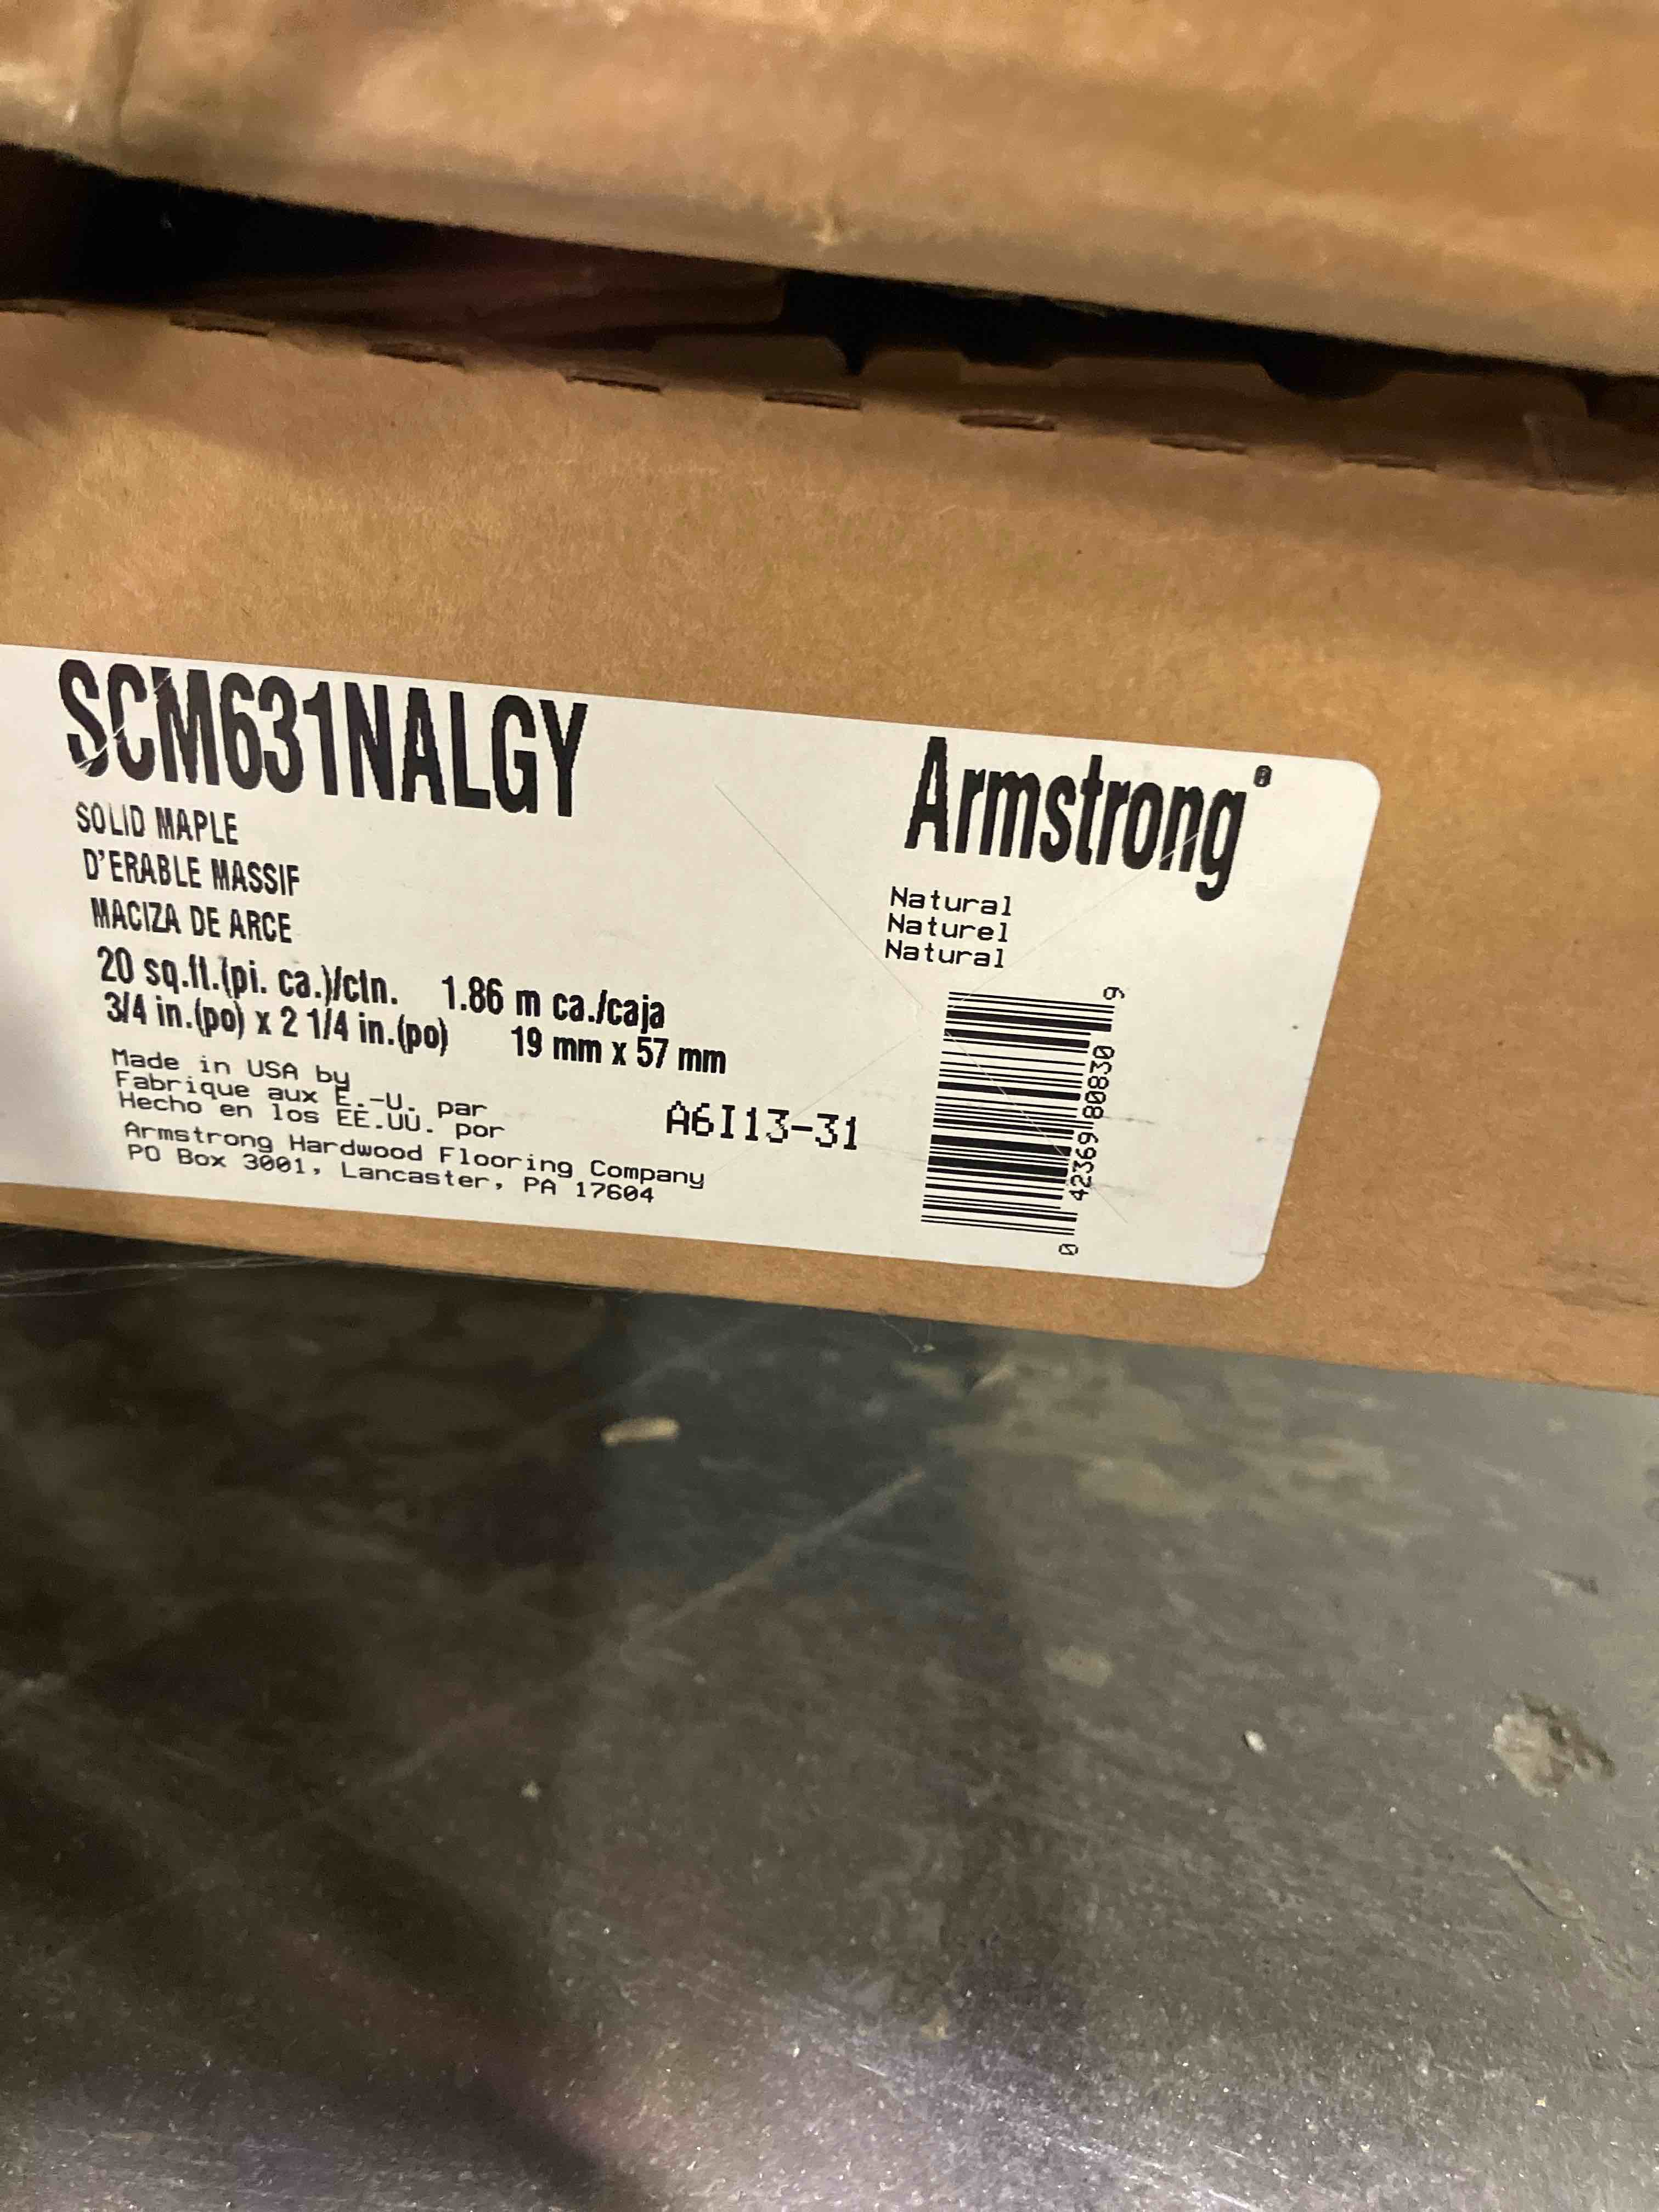 SCM631NALGY
SOLID MAPLE
D'ERABLE MASSIF
MACIZA DE ARCE
20 sq.ft.(pi. ca.)/ctn. 1.86 m ca./caja
3/4 in.(po) x 2 1/4 in.(po) 19 mm x 57 mm
Made in USA by
Fabrique aux E.-U. par
Hecho en los EE.UU. por
Armstrong Hardwood Flooring Company
PO Box 3001, Lancaster, PA 17604
A6I13-31
Armstrong®
Natural
Naturel
Natural
0 42369 80830 9